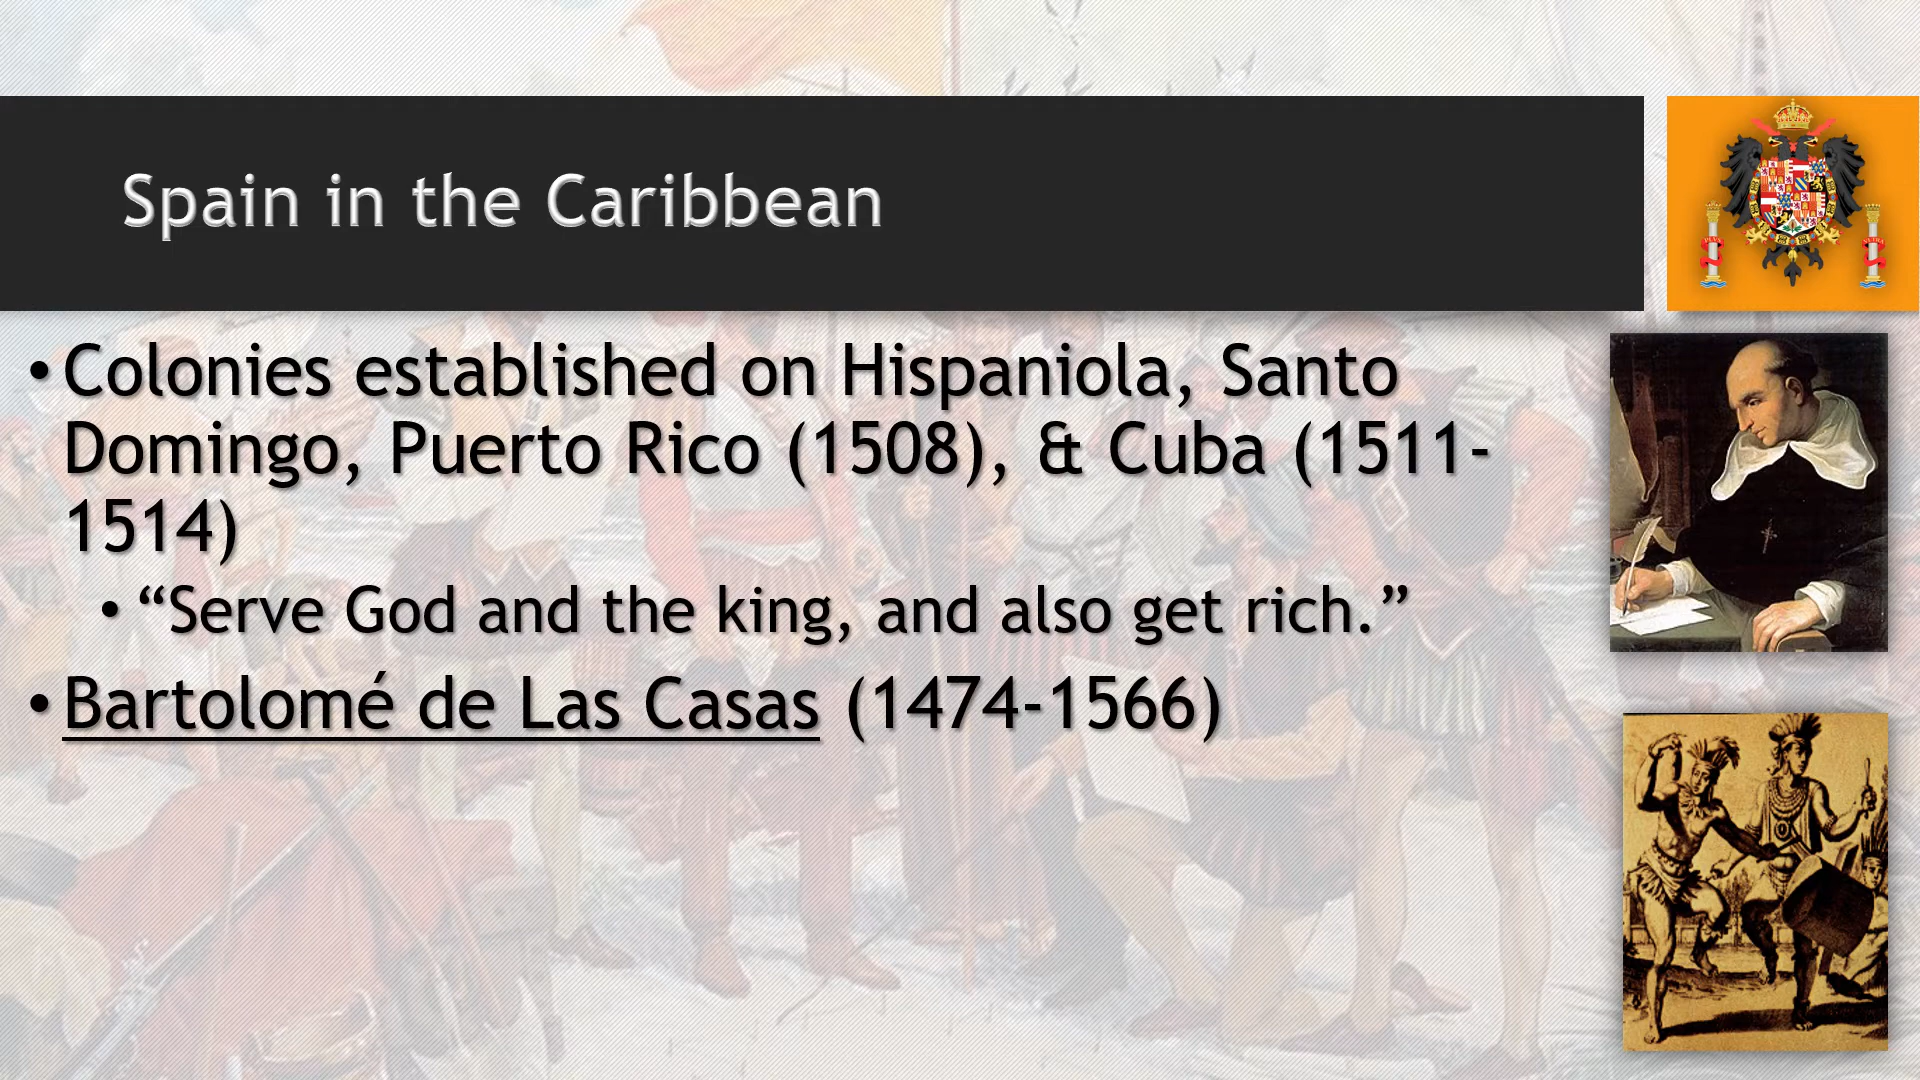 Spain in the Caribbean
• Colonies established on Hispaniola, Santo
Domingo, Puerto Rico (1508), & Cuba (1511-
1514)
• “Serve God and the king, and also get rich.”
• Bartolomé de Las Casas (1474-1566)